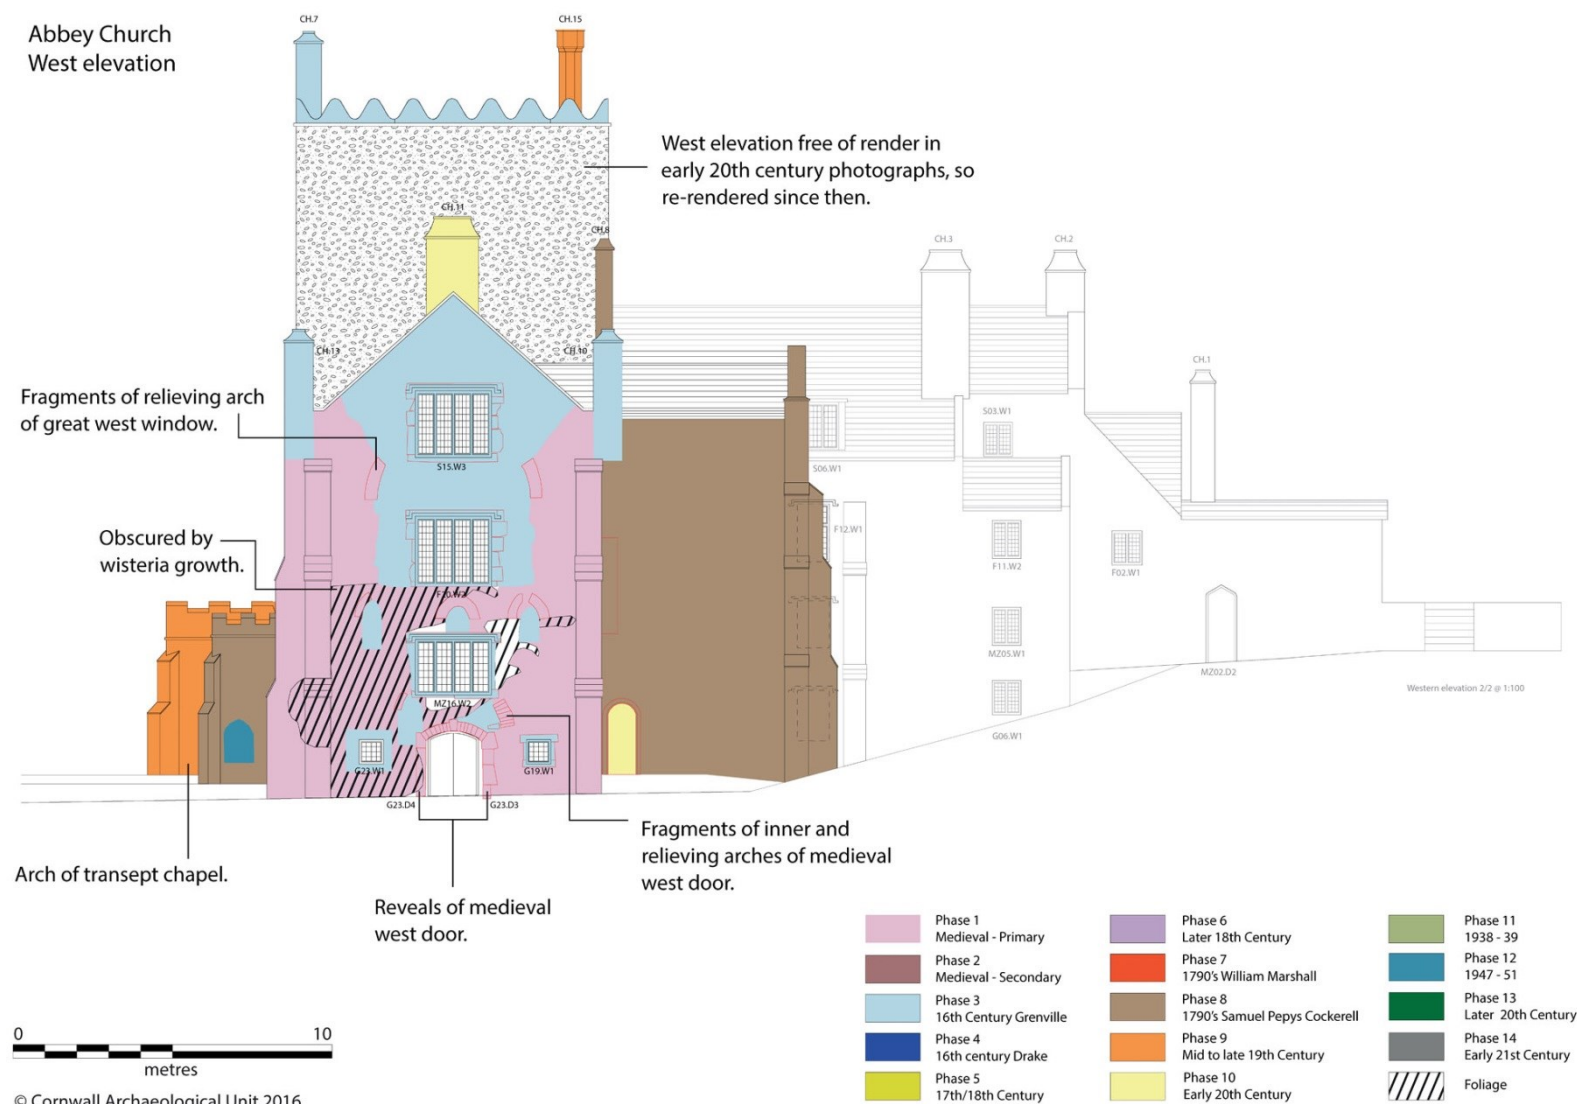 Abbey Church
West elevation
CH.7
CH.15
West elevation free of render in
early 20th century photographs, so
re-rendered since then.
CH.11
CH.8
CH.3
CH.2
CH.13
CH.10
CH.1
Fragments of relieving arch
of great west window.
S15.W3
S06.W1
S03.W1
Obscured by
wisteria growth.
F12.W1
F11.W2
F02.W1
MZ05.W1
MZ02.D2
G06.W1
Western elevation 2/2 @ 1:100
MZ16.W2
G23.W1
G19.W1
G23.D4
G23.D3
Arch of transept chapel.
Reveals of medieval
west door.
Fragments of inner and
relieving arches of medieval
west door.
Phase 1
Medieval - Primary
Phase 2
Medieval - Secondary
Phase 3
16th Century Grenville
Phase 4
16th century Drake
Phase 5
17th/18th Century
Phase 6
Later 18th Century
Phase 7
1790's William Marshall
Phase 8
1790's Samuel Pepys Cockerell
Phase 9
Mid to late 19th Century
Phase 10
Early 20th Century
Phase 11
1938 - 39
Phase 12
1947 - 51
Phase 13
Later 20th Century
Phase 14
Early 21st Century
Foliage
0
10
metres
© Cornwall Archaeological Unit 2016